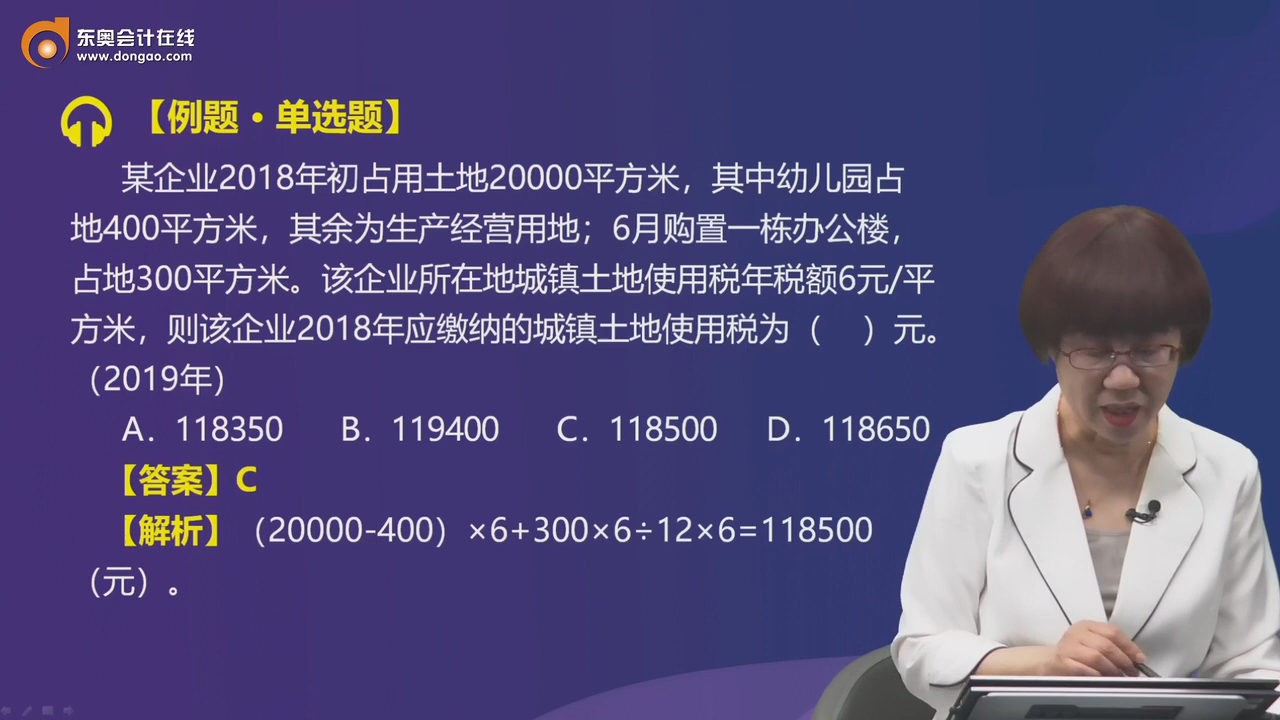 东奥会计在线
www.dongao.com
【例题·单选题】
某企业2018年初占用土地20000平方米，其中幼儿园占
地400平方米，其余为生产经营用地；6月购置一栋办公楼，
占地300平方米。该企业所在地城镇土地使用税年税额6元/平
方米，则该企业2018年应缴纳的城镇土地使用税为（ ）元。
（2019年）
A．118350 B．119400 C．118500 D．118650
【答案】C
【解析】（20000-400）×6+300×6÷12×6=118500
（元）。